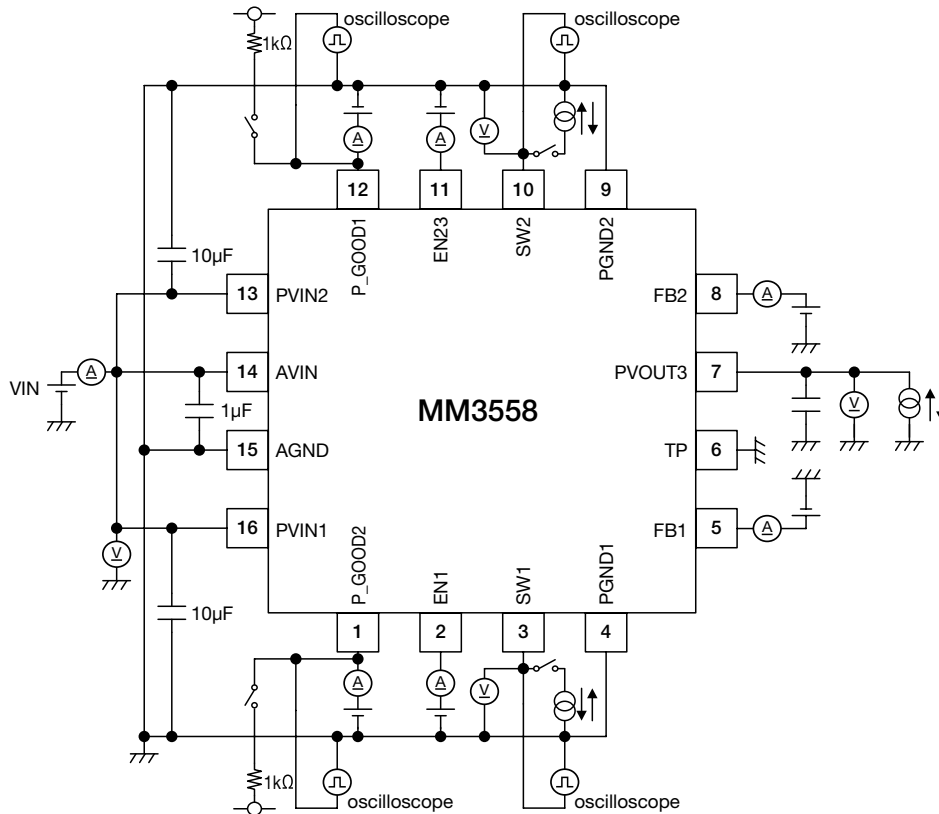 oscilloscope
oscilloscope
1kΩ
A
A
V
12
11
10
9
P_GOOD1
EN23
SW2
PGND2
10µF
13
PVIN2
FB2
8
A
VIN
A
14
AVIN
PVOUT3
7
1µF
MM3558
V
15
AGND
TP
6
16
PVIN1
FB1
5
A
V
P_GOOD2
EN1
SW1
PGND1
10µF
1
2
3
4
A
A
V
1kΩ
oscilloscope
oscilloscope